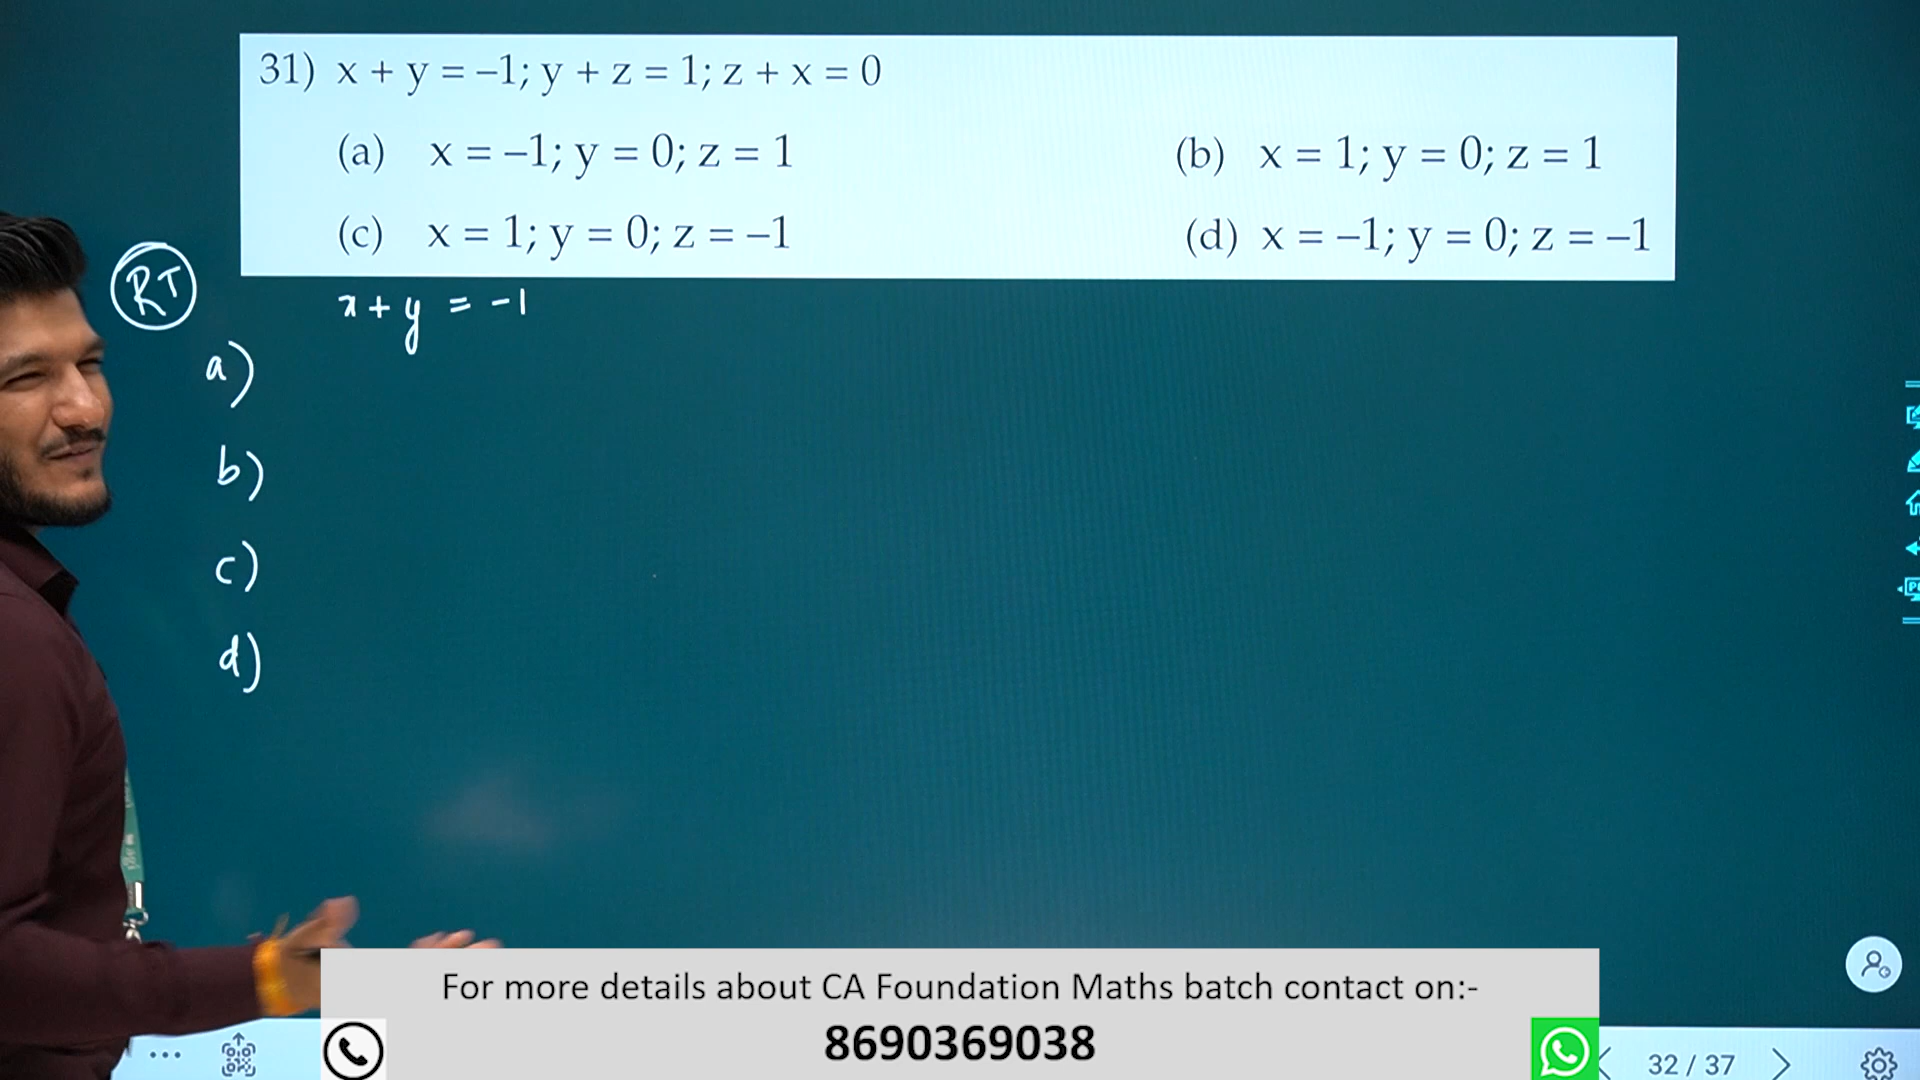 31) x + y = –1; y + z = 1; z + x = 0
(a) x = –1; y = 0; z = 1
(b) x = 1; y = 0; z = 1
(c) x = 1; y = 0; z = –1
(d) x = –1; y = 0; z = –1
RT
x + y = -1
a)
b)
c)
d)
For more details about CA Foundation Maths batch contact on:-
8690369038
32 / 37